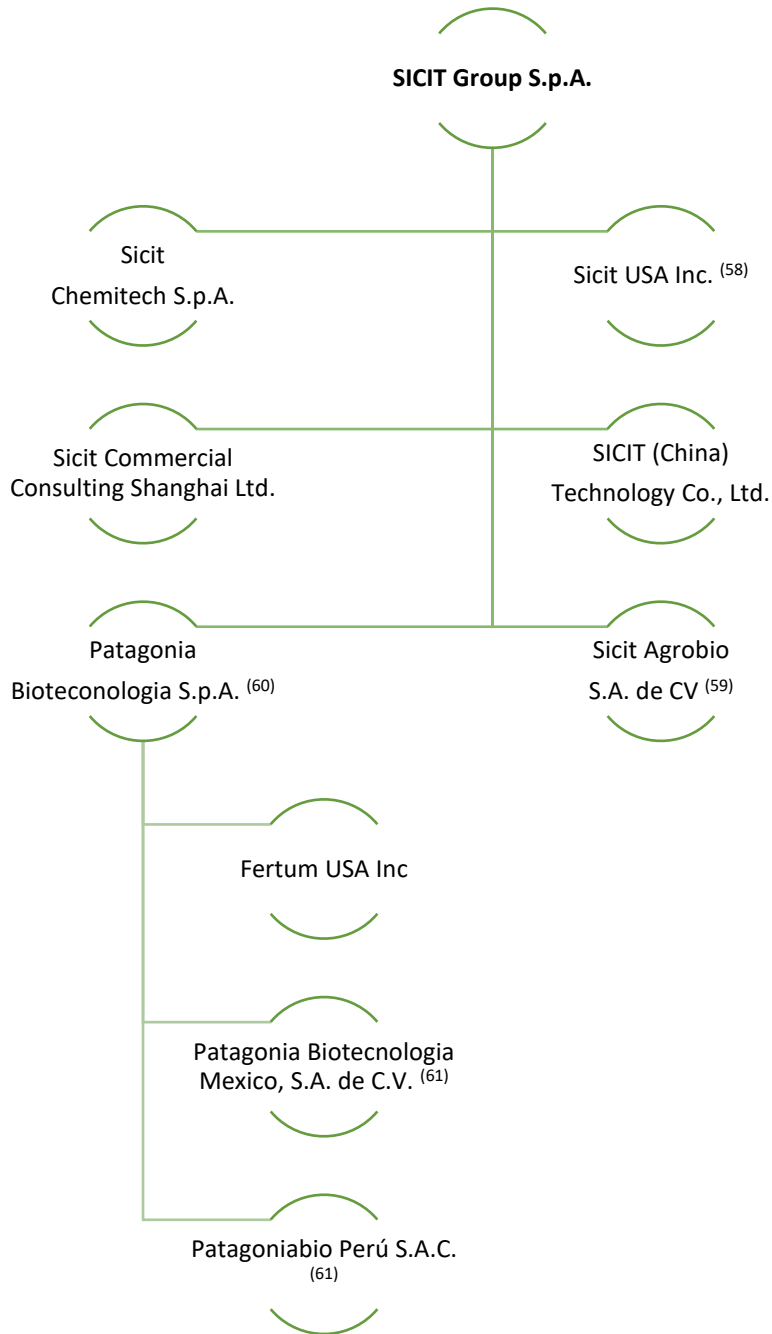 SICIT Group S.p.A.
Sicit
Chemitech S.p.A.
Sicit USA Inc. (58)
Sicit Commercial
Consulting Shanghai Ltd.
SICIT (China)
Technology Co., Ltd.
Patagonia
Bioteconologia S.p.A. (60)
Sicit Agrobio
S.A. de CV (59)
Fertum USA Inc
Patagonia Biotecnologia
Mexico, S.A. de C.V. (61)
Patagoniabio Perú S.A.C.
(61)